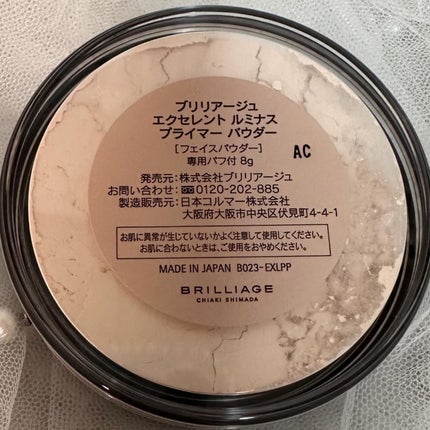 ブリリアージュ
エクセレント ルミナス
プライマー パウダー
[フェイスパウダー]
専用パフ付 8g
AC
発売元:株式会社ブリリアージュ
お問い合わせ:☏0120-202-885
製造販売元:日本コルマー株式会社
大阪府大阪市中央区伏見町4-4-1
お肌に異常が生じていないかよく注意して使用してください。
お肌に合わないときは、ご使用をおやめください。
MADE IN JAPAN B023-EXLPP
BRILLIAGE
CHIAKI SHIMADA